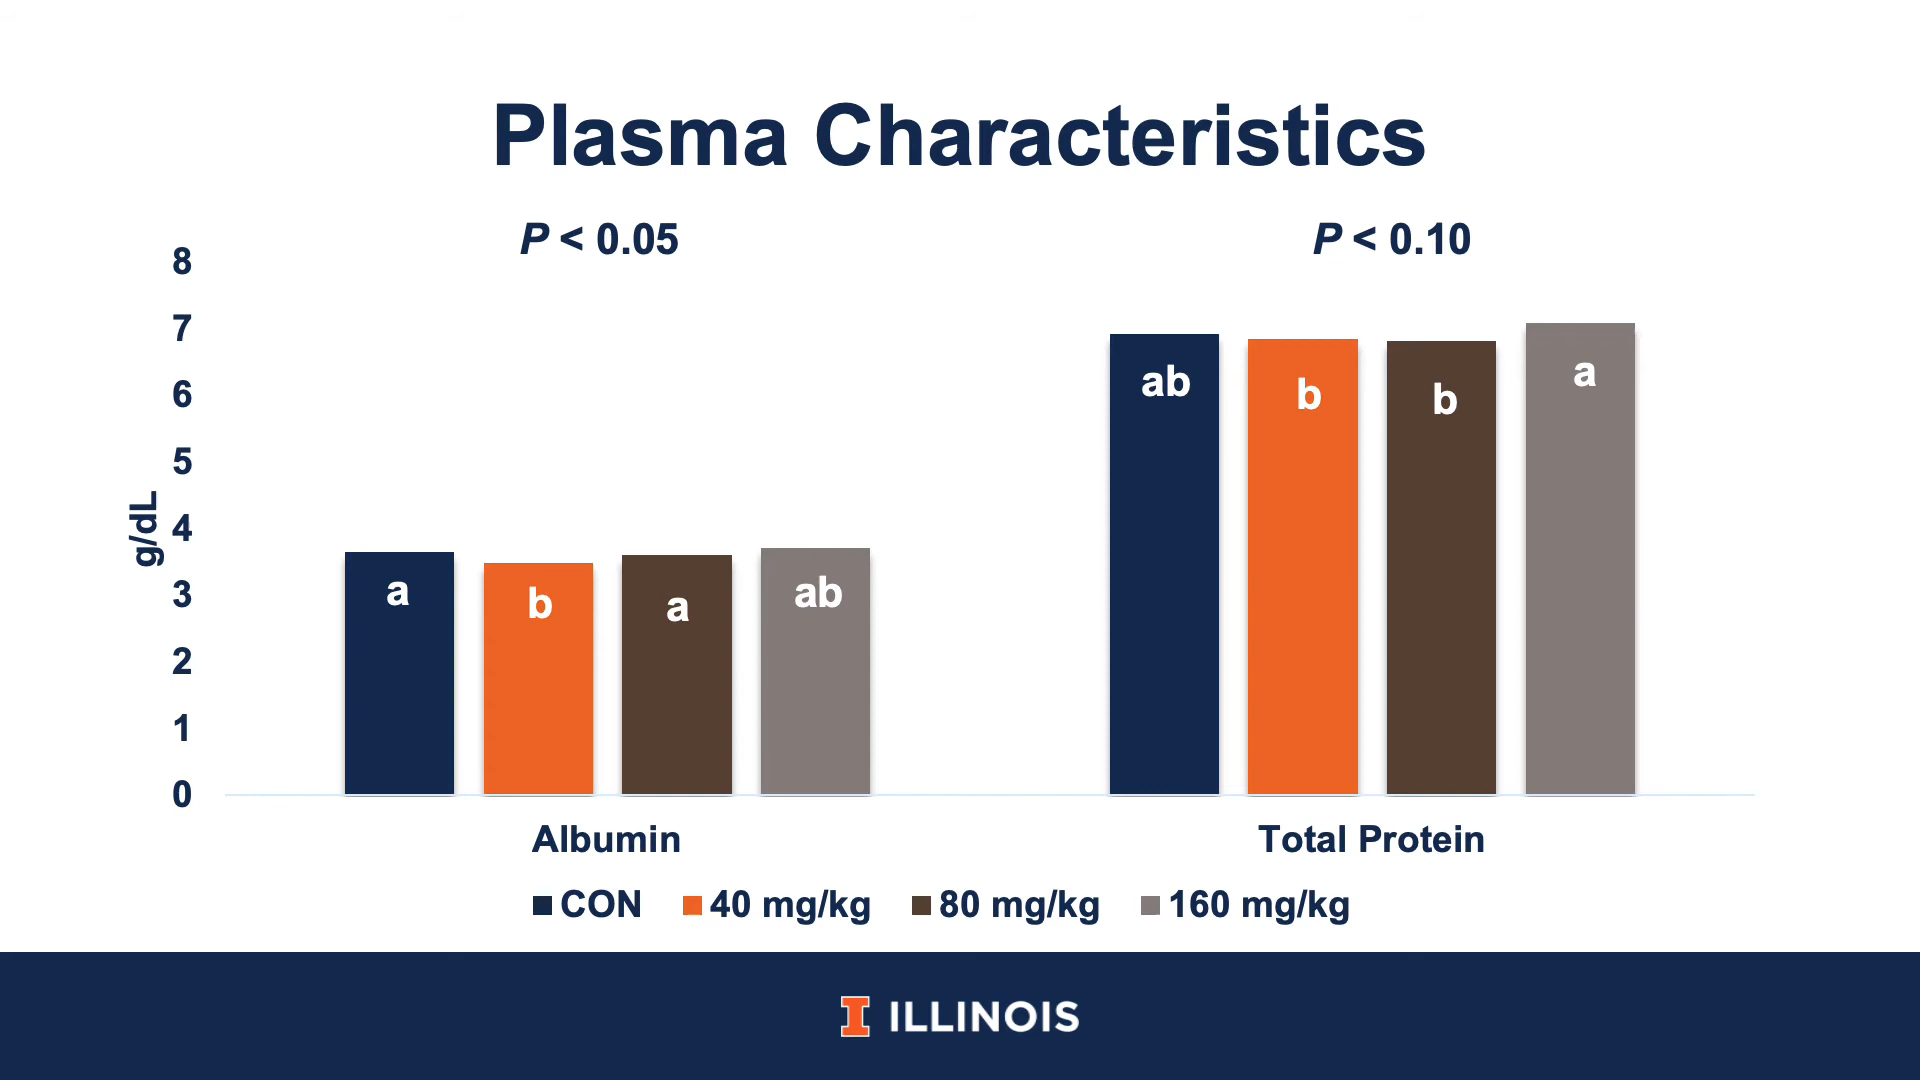 Plasma Characteristics
P < 0.05
P < 0.10
8
7
6
5
4
3
2
1
0
g/dL
a
b
a
ab
ab
b
b
a
Albumin
Total Protein
CON
40 mg/kg
80 mg/kg
160 mg/kg
I ILLINOIS